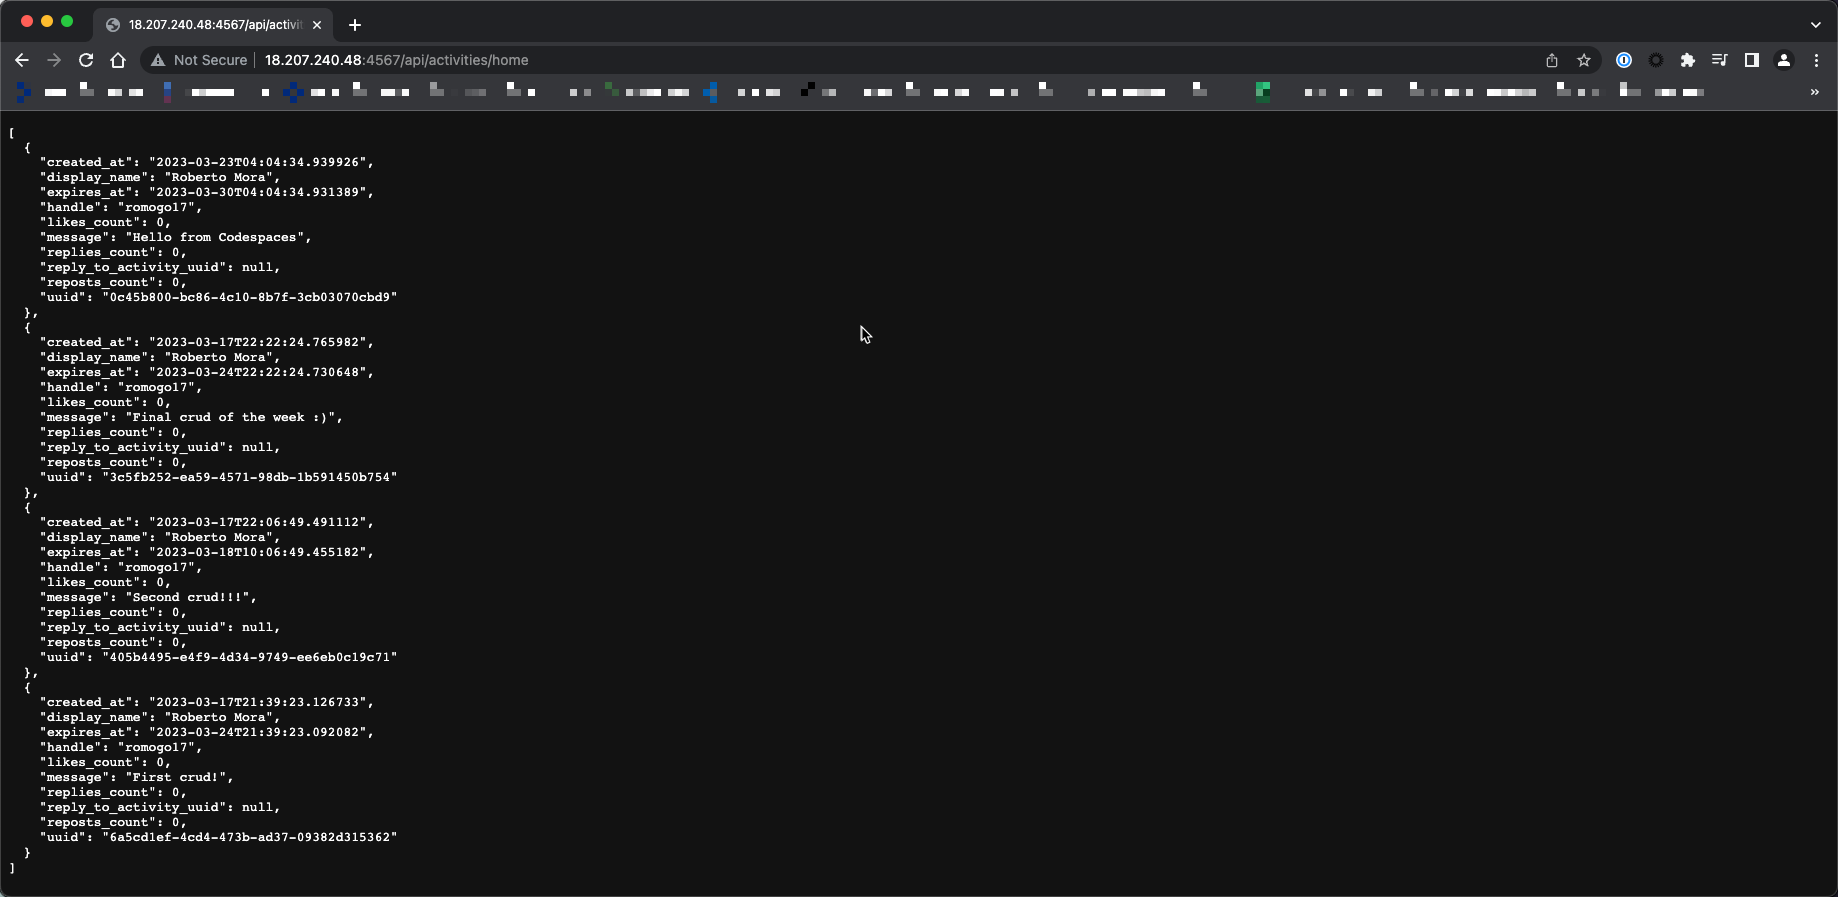 18.207.240.48:4567/api/activit
Not Secure 18.207.240.48:4567/api/activities/home
[
  {
    "created_at": "2023-03-23T04:04:34.939926",
    "display_name": "Roberto Mora",
    "expires_at": "2023-03-30T04:04:34.931389",
    "handle": "romogo17",
    "likes_count": 0,
    "message": "Hello from Codespaces",
    "replies_count": 0,
    "reply_to_activity_uuid": null,
    "reposts_count": 0,
    "uuid": "0c45b800-bc86-4c10-8b7f-3cb03070cbd9"
  },
  {
    "created_at": "2023-03-17T22:22:24.765982",
    "display_name": "Roberto Mora",
    "expires_at": "2023-03-24T22:22:24.730648",
    "handle": "romogo17",
    "likes_count": 0,
    "message": "Final crud of the week :)",
    "replies_count": 0,
    "reply_to_activity_uuid": null,
    "reposts_count": 0,
    "uuid": "3c5fb252-ea59-4571-98db-1b591450b754"
  },
  {
    "created_at": "2023-03-17T22:06:49.491112",
    "display_name": "Roberto Mora",
    "expires_at": "2023-03-18T10:06:49.455182",
    "handle": "romogo17",
    "likes_count": 0,
    "message": "Second crud!!!",
    "replies_count": 0,
    "reply_to_activity_uuid": null,
    "reposts_count": 0,
    "uuid": "405b4495-e4f9-4d34-9749-ee6eb0c19c71"
  },
  {
    "created_at": "2023-03-17T21:39:23.126733",
    "display_name": "Roberto Mora",
    "expires_at": "2023-03-24T21:39:23.092082",
    "handle": "romogo17",
    "likes_count": 0,
    "message": "First crud!",
    "replies_count": 0,
    "reply_to_activity_uuid": null,
    "reposts_count": 0,
    "uuid": "6a5cd1ef-4cd4-473b-ad37-09382d315362"
  }
]